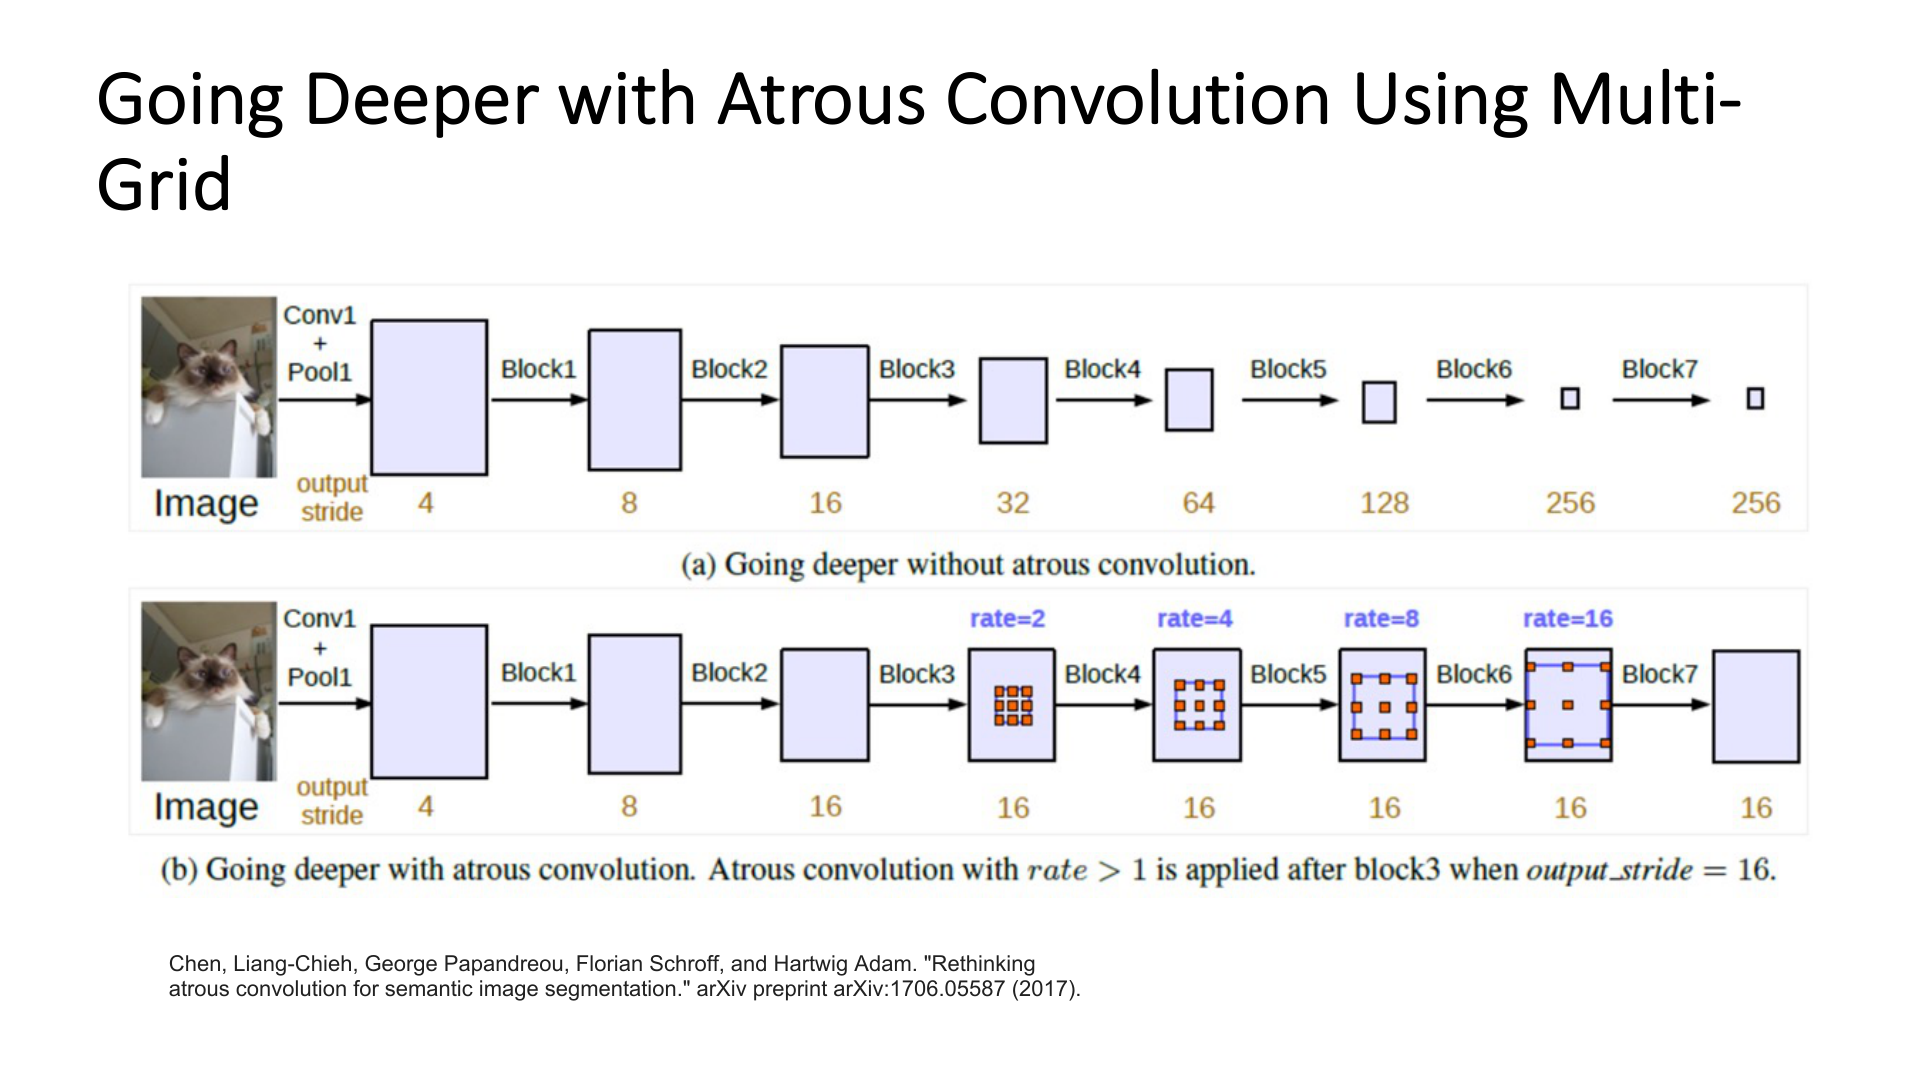 Going Deeper with Atrous Convolution Using Multi-
Grid
Conv1
+
Pool1
Block1
Block2
Block3
Block4
Block5
Block6
Block7
Image
output
stride
4
8
16
32
64
128
256
256
(a) Going deeper without atrous convolution.
Conv1
+
Pool1
Block1
Block2
Block3
rate=2
Block4
rate=4
Block5
rate=8
Block6
rate=16
Block7
Image
output
stride
4
8
16
16
16
16
16
16
(b) Going deeper with atrous convolution. Atrous convolution with rate > 1 is applied after block3 when output_stride = 16.
Chen, Liang-Chieh, George Papandreou, Florian Schroff, and Hartwig Adam. "Rethinking
atrous convolution for semantic image segmentation." arXiv preprint arXiv:1706.05587 (2017).